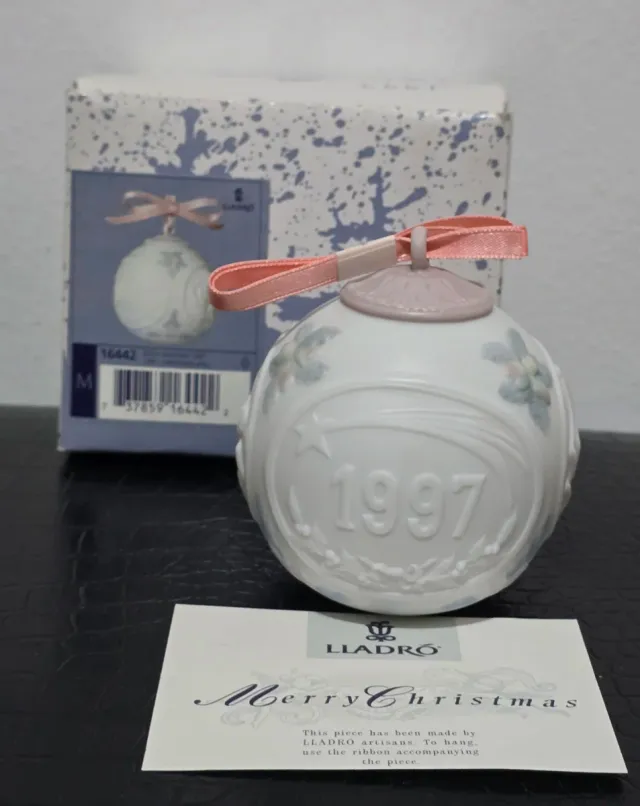 16442
M
7 37859 16442 2
1997
LLADRÓ
Merry Christmas
This piece has been made by
LLADRÓ artisans. To hang,
use the ribbon accompanying
the piece.